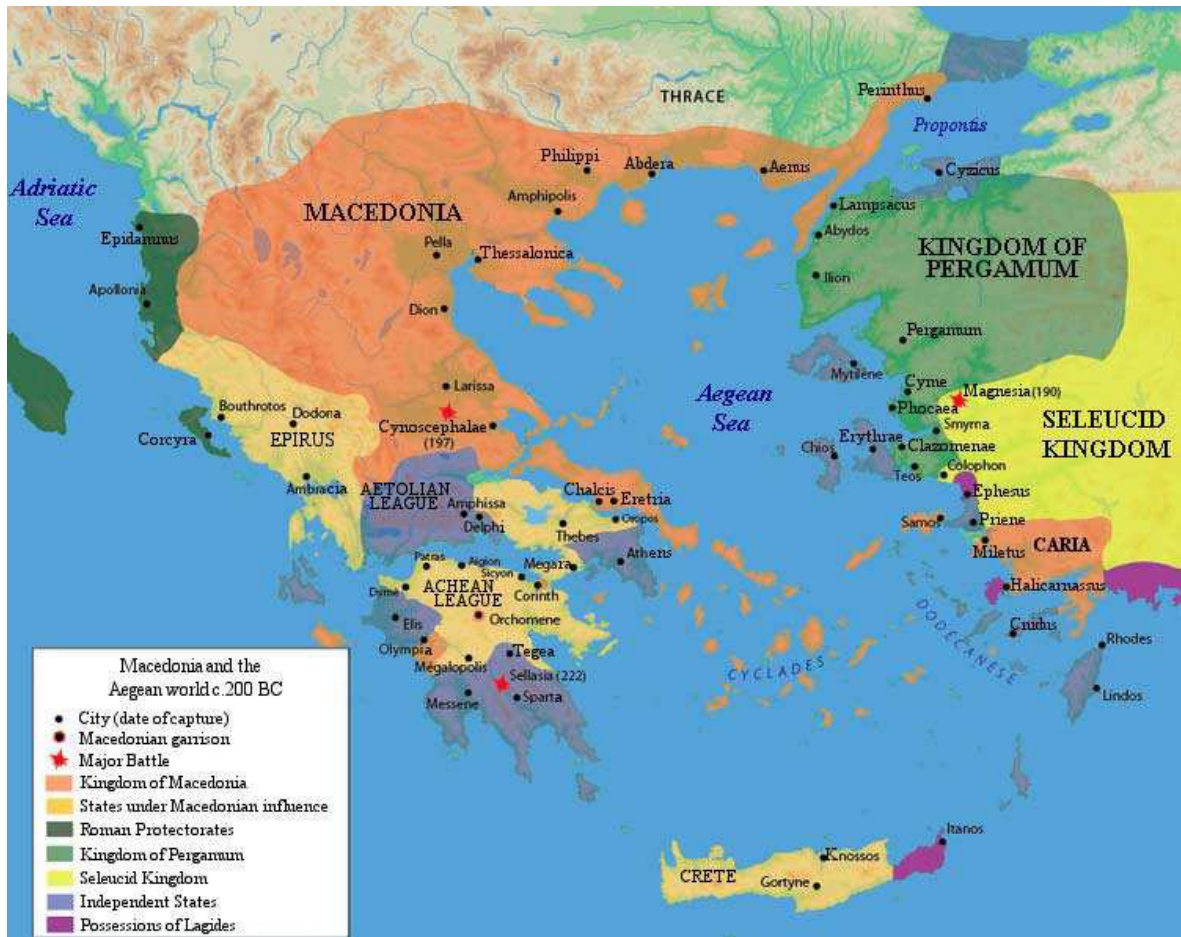 THRACE
Perinthus
Propontis
Cyzicus
Philippi
Abdera
Aenus
Adriatic
Sea
Amphipolis
MACEDONIA
Lampsacus
Epidamnus
Pella
Thessalonica
Abydos
KINGDOM OF
PERGAMUM
Apollonia
Dion
Ilion
Pergamum
Mytilene
Larissa
Aegean
Sea
Cyme
Magnesia (190)
Phocaea
Bouthrotos
Dodona
Cynoscephalae
(197)
Smyrna
SELEUCID
KINGDOM
Corcyra
EPIRUS
Chios
Erythrae
Clazomenae
Teos
Colophon
Ambracia
AETOLIAN
LEAGUE
Amphissa
Delphi
Chalcis
Eretria
Oropos
Ephesus
Samos
Priene
Thebes
Miletus
CARIA
Patras
Aigion
Megara
Athens
Sicyon
Dyme
ACHEAN
LEAGUE
Corinth
Halicarnassus
Elis
Orchomene
Cnidus
Olympia
Tegea
DODECANESE
Rhodes
Mégalopolis
Sellasia (222)
CYCLADES
Messene
Sparta
Lindos
Itanos
Knossos
CRETE
Gortyne
Macedonia and the
Aegean world c.200 BC
City (date of capture)
Macedonian garrison
Major Battle
Kingdom of Macedonia
States under Macedonian influence
Roman Protectorates
Kingdom of Pergamum
Seleucid Kingdom
Independent States
Possessions of Lagides